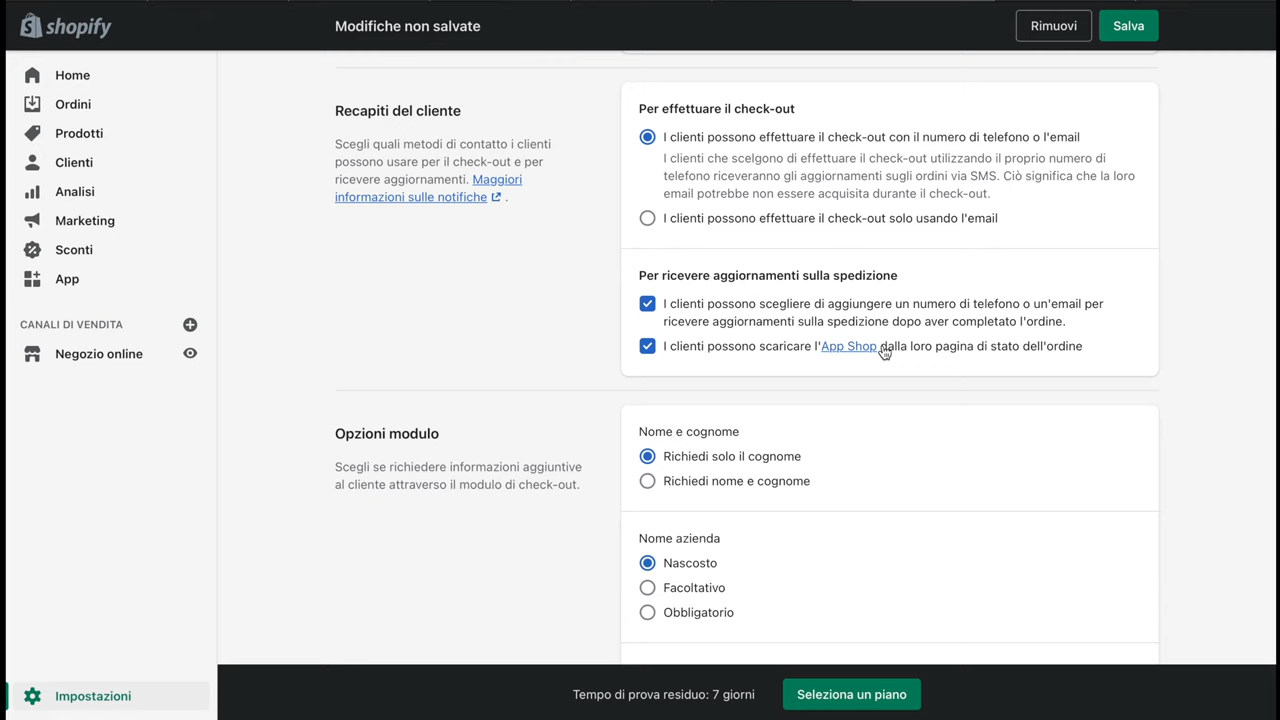 shopify
Modifiche non salvate
Rimuovi
Salva
Home
Ordini
Prodotti
Clienti
Analisi
Marketing
Sconti
App
CANALI DI VENDITA
Negozio online
Impostazioni
Recapiti del cliente
Scegli quali metodi di contatto i clienti
possono usare per il check-out e per
ricevere aggiornamenti. Maggiori
informazioni sulle notifiche .
Per effettuare il check-out
I clienti possono effettuare il check-out con il numero di telefono o l'email
I clienti che scelgono di effettuare il check-out utilizzando il proprio numero di
telefono riceveranno gli aggiornamenti sugli ordini via SMS. Ciò significa che la loro
email potrebbe non essere acquisita durante il check-out.
I clienti possono effettuare il check-out solo usando l'email
Per ricevere aggiornamenti sulla spedizione
I clienti possono scegliere di aggiungere un numero di telefono o un'email per
ricevere aggiornamenti sulla spedizione dopo aver completato l'ordine.
I clienti possono scaricare l'App Shop dalla loro pagina di stato dell'ordine
Opzioni modulo
Scegli se richiedere informazioni aggiuntive
al cliente attraverso il modulo di check-out.
Nome e cognome
Richiedi solo il cognome
Richiedi nome e cognome
Nome azienda
Nascosto
Facoltativo
Obbligatorio
Tempo di prova residuo: 7 giorni
Seleziona un piano